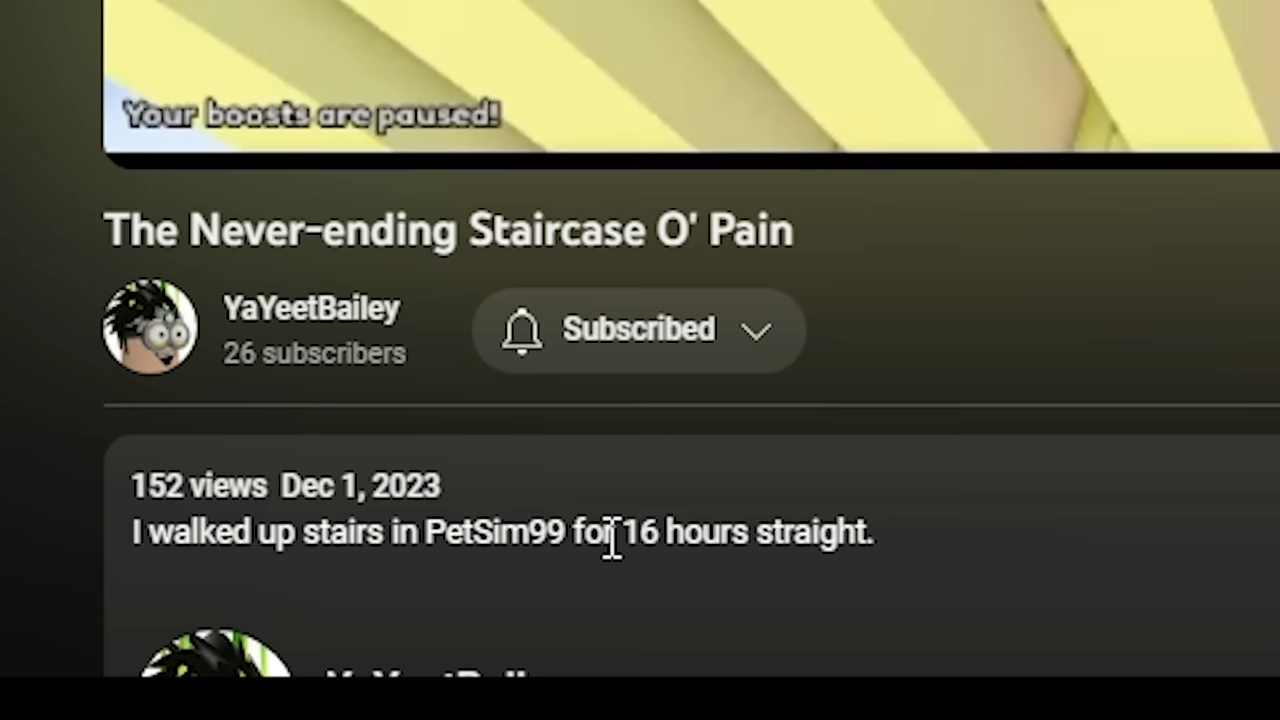 Your boosts are paused!
The Never-ending Staircase O' Pain
YaYeetBailey
26 subscribers
Subscribed
152 views Dec 1, 2023
I walked up stairs in PetSim99 for 16 hours straight.
YaYeetBailey